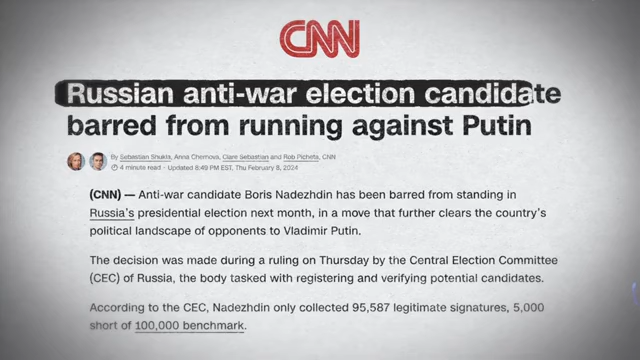 CNN
Russian anti-war election candidate
barred from running against Putin
By Sebastian Shukla, Anna Chernova, Clare Sebastian and Rob Picheta, CNN
4 minute read · Updated 8:49 PM EST, Thu February 8, 2024
(CNN) — Anti-war candidate Boris Nadezhdin has been barred from standing in
Russia's presidential election next month, in a move that further clears the country's
political landscape of opponents to Vladimir Putin.
The decision was made during a ruling on Thursday by the Central Election Committee
(CEC) of Russia, the body tasked with registering and verifying potential candidates.
According to the CEC, Nadezhdin only collected 95,587 legitimate signatures, 5,000
short of 100,000 benchmark.